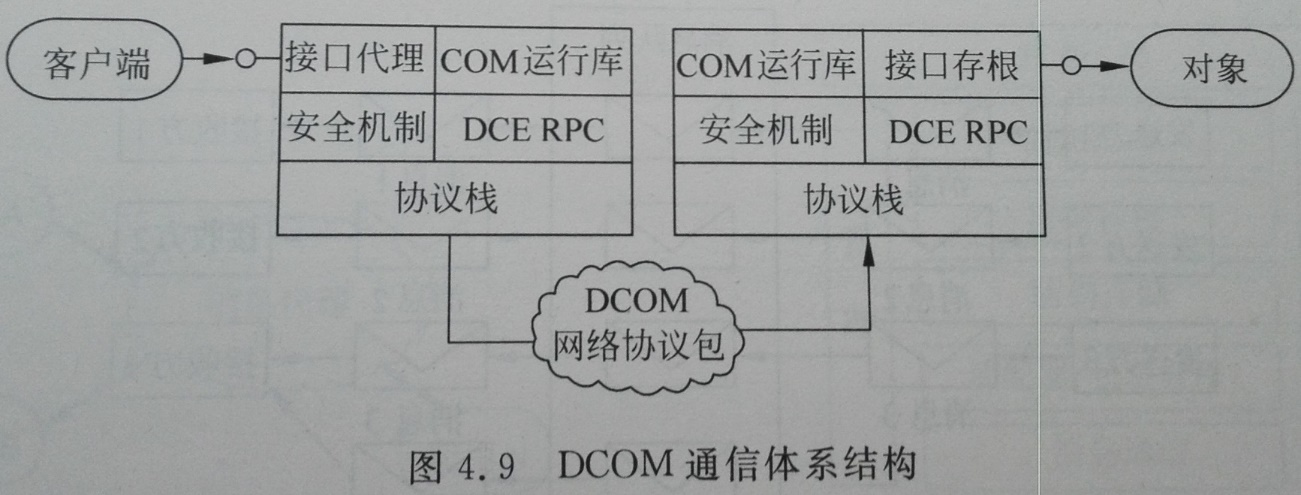 客户端
接口代理 COM运行库
安全机制 DCE RPC
协议栈
COM运行库 接口存根
安全机制 DCE RPC
协议栈
对象
DCOM
网络协议包
图 4.9 DCOM 通信体系结构